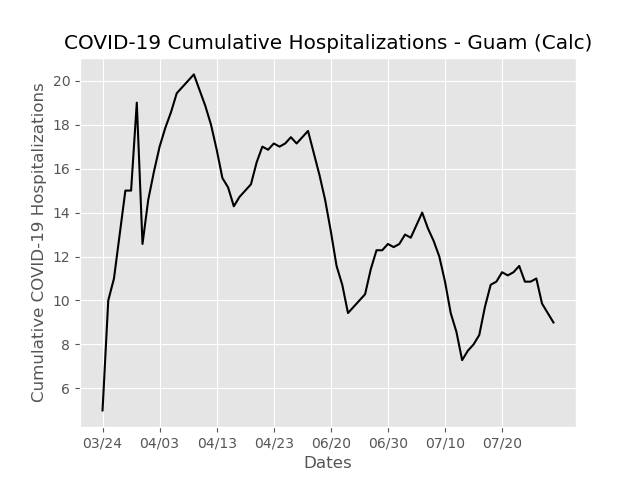 COVID-19 Cumulative Hospitalizations - Guam (Calc)
Cumulative COVID-19 Hospitalizations
20
18
16
14
12
10
8
6
03/24 04/03 04/13 04/23 06/20 06/30 07/10 07/20
Dates